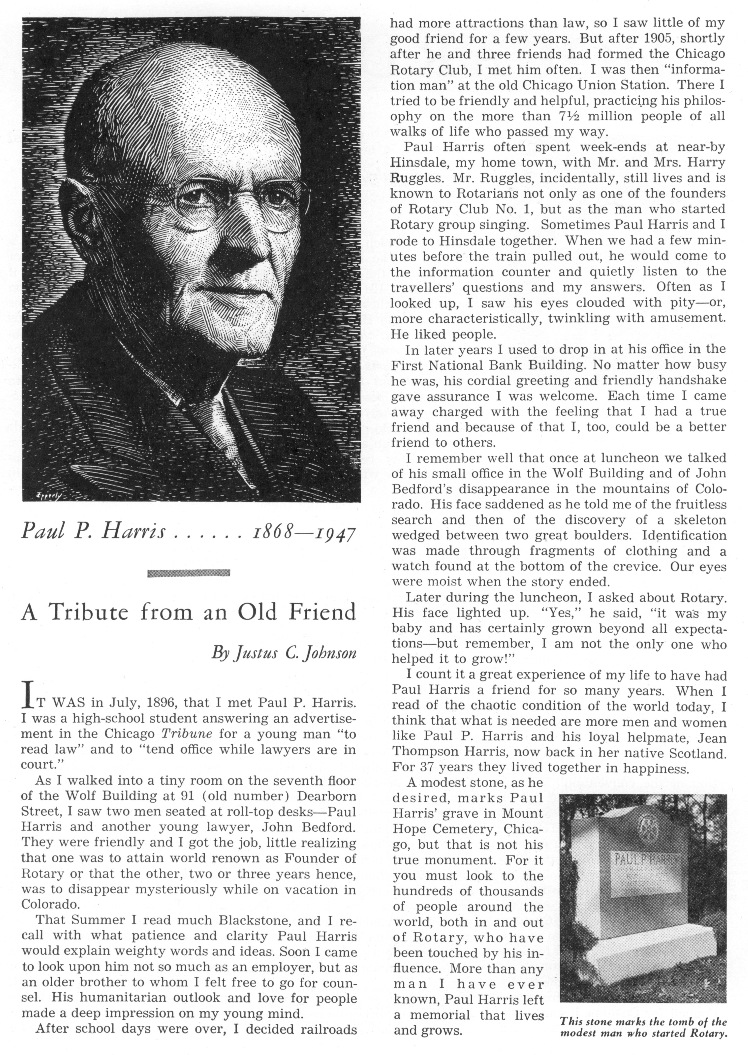 Epperly
Paul P. Harris . . . . . . 1868—1947
A Tribute from an Old Friend
By Justus C. Johnson
IT WAS in July, 1896, that I met Paul P. Harris.
I was a high-school student answering an advertise-
ment in the Chicago Tribune for a young man “to
read law” and to “tend office while lawyers are in
court.”
As I walked into a tiny room on the seventh floor
of the Wolf Building at 91 (old number) Dearborn
Street, I saw two men seated at roll-top desks—Paul
Harris and another young lawyer, John Bedford.
They were friendly and I got the job, little realizing
that one was to attain world renown as Founder of
Rotary or that the other, two or three years hence,
was to disappear mysteriously while on vacation in
Colorado.
That Summer I read much Blackstone, and I re-
call with what patience and clarity Paul Harris
would explain weighty words and ideas. Soon I came
to look upon him not so much as an employer, but as
an older brother to whom I felt free to go for coun-
sel. His humanitarian outlook and love for people
made a deep impression on my young mind.
After school days were over, I decided railroads
had more attractions than law, so I saw little of my
good friend for a few years. But after 1905, shortly
after he and three friends had formed the Chicago
Rotary Club, I met him often. I was then “informa-
tion man” at the old Chicago Union Station. There I
tried to be friendly and helpful, practicing his philos-
ophy on the more than 7½ million people of all
walks of life who passed my way.
Paul Harris often spent week-ends at near-by
Hinsdale, my home town, with Mr. and Mrs. Harry
Ruggles. Mr. Ruggles, incidentally, still lives and is
known to Rotarians not only as one of the founders
of Rotary Club No. 1, but as the man who started
Rotary group singing. Sometimes Paul Harris and I
rode to Hinsdale together. When we had a few min-
utes before the train pulled out, he would come to
the information counter and quietly listen to the
travellers’ questions and my answers. Often as I
looked up, I saw his eyes clouded with pity—or,
more characteristically, twinkling with amusement.
He liked people.
In later years I used to drop in at his office in the
First National Bank Building. No matter how busy
he was, his cordial greeting and friendly handshake
gave assurance I was welcome. Each time I came
away charged with the feeling that I had a true
friend and because of that I, too, could be a better
friend to others.
I remember well that once at luncheon we talked
of his small office in the Wolf Building and of John
Bedford’s disappearance in the mountains of Colo-
rado. His face saddened as he told me of the fruitless
search and then of the discovery of a skeleton
wedged between two great boulders. Identification
was made through fragments of clothing and a
watch found at the bottom of the crevice. Our eyes
were moist when the story ended.
Later during the luncheon, I asked about Rotary.
His face lighted up. “Yes,” he said, “it was my
baby and has certainly grown beyond all expecta-
tions—but remember, I am not the only one who
helped it to grow!”
I count it a great experience of my life to have had
Paul Harris a friend for so many years. When I
read of the chaotic condition of the world today, I
think that what is needed are more men and women
like Paul P. Harris and his loyal helpmate, Jean
Thompson Harris, now back in her native Scotland.
For 37 years they lived together in happiness.
A modest stone, as he
desired, marks Paul
Harris’ grave in Mount
Hope Cemetery, Chica-
go, but that is not his
true monument. For it
you must look to the
hundreds of thousands
of people around the
world, both in and out
of Rotary, who have
been touched by his in-
fluence. More than any
man I have ever
known, Paul Harris left
a memorial that lives
and grows.
PAUL P HARRIS
This stone marks the tomb of the
modest man who started Rotary.